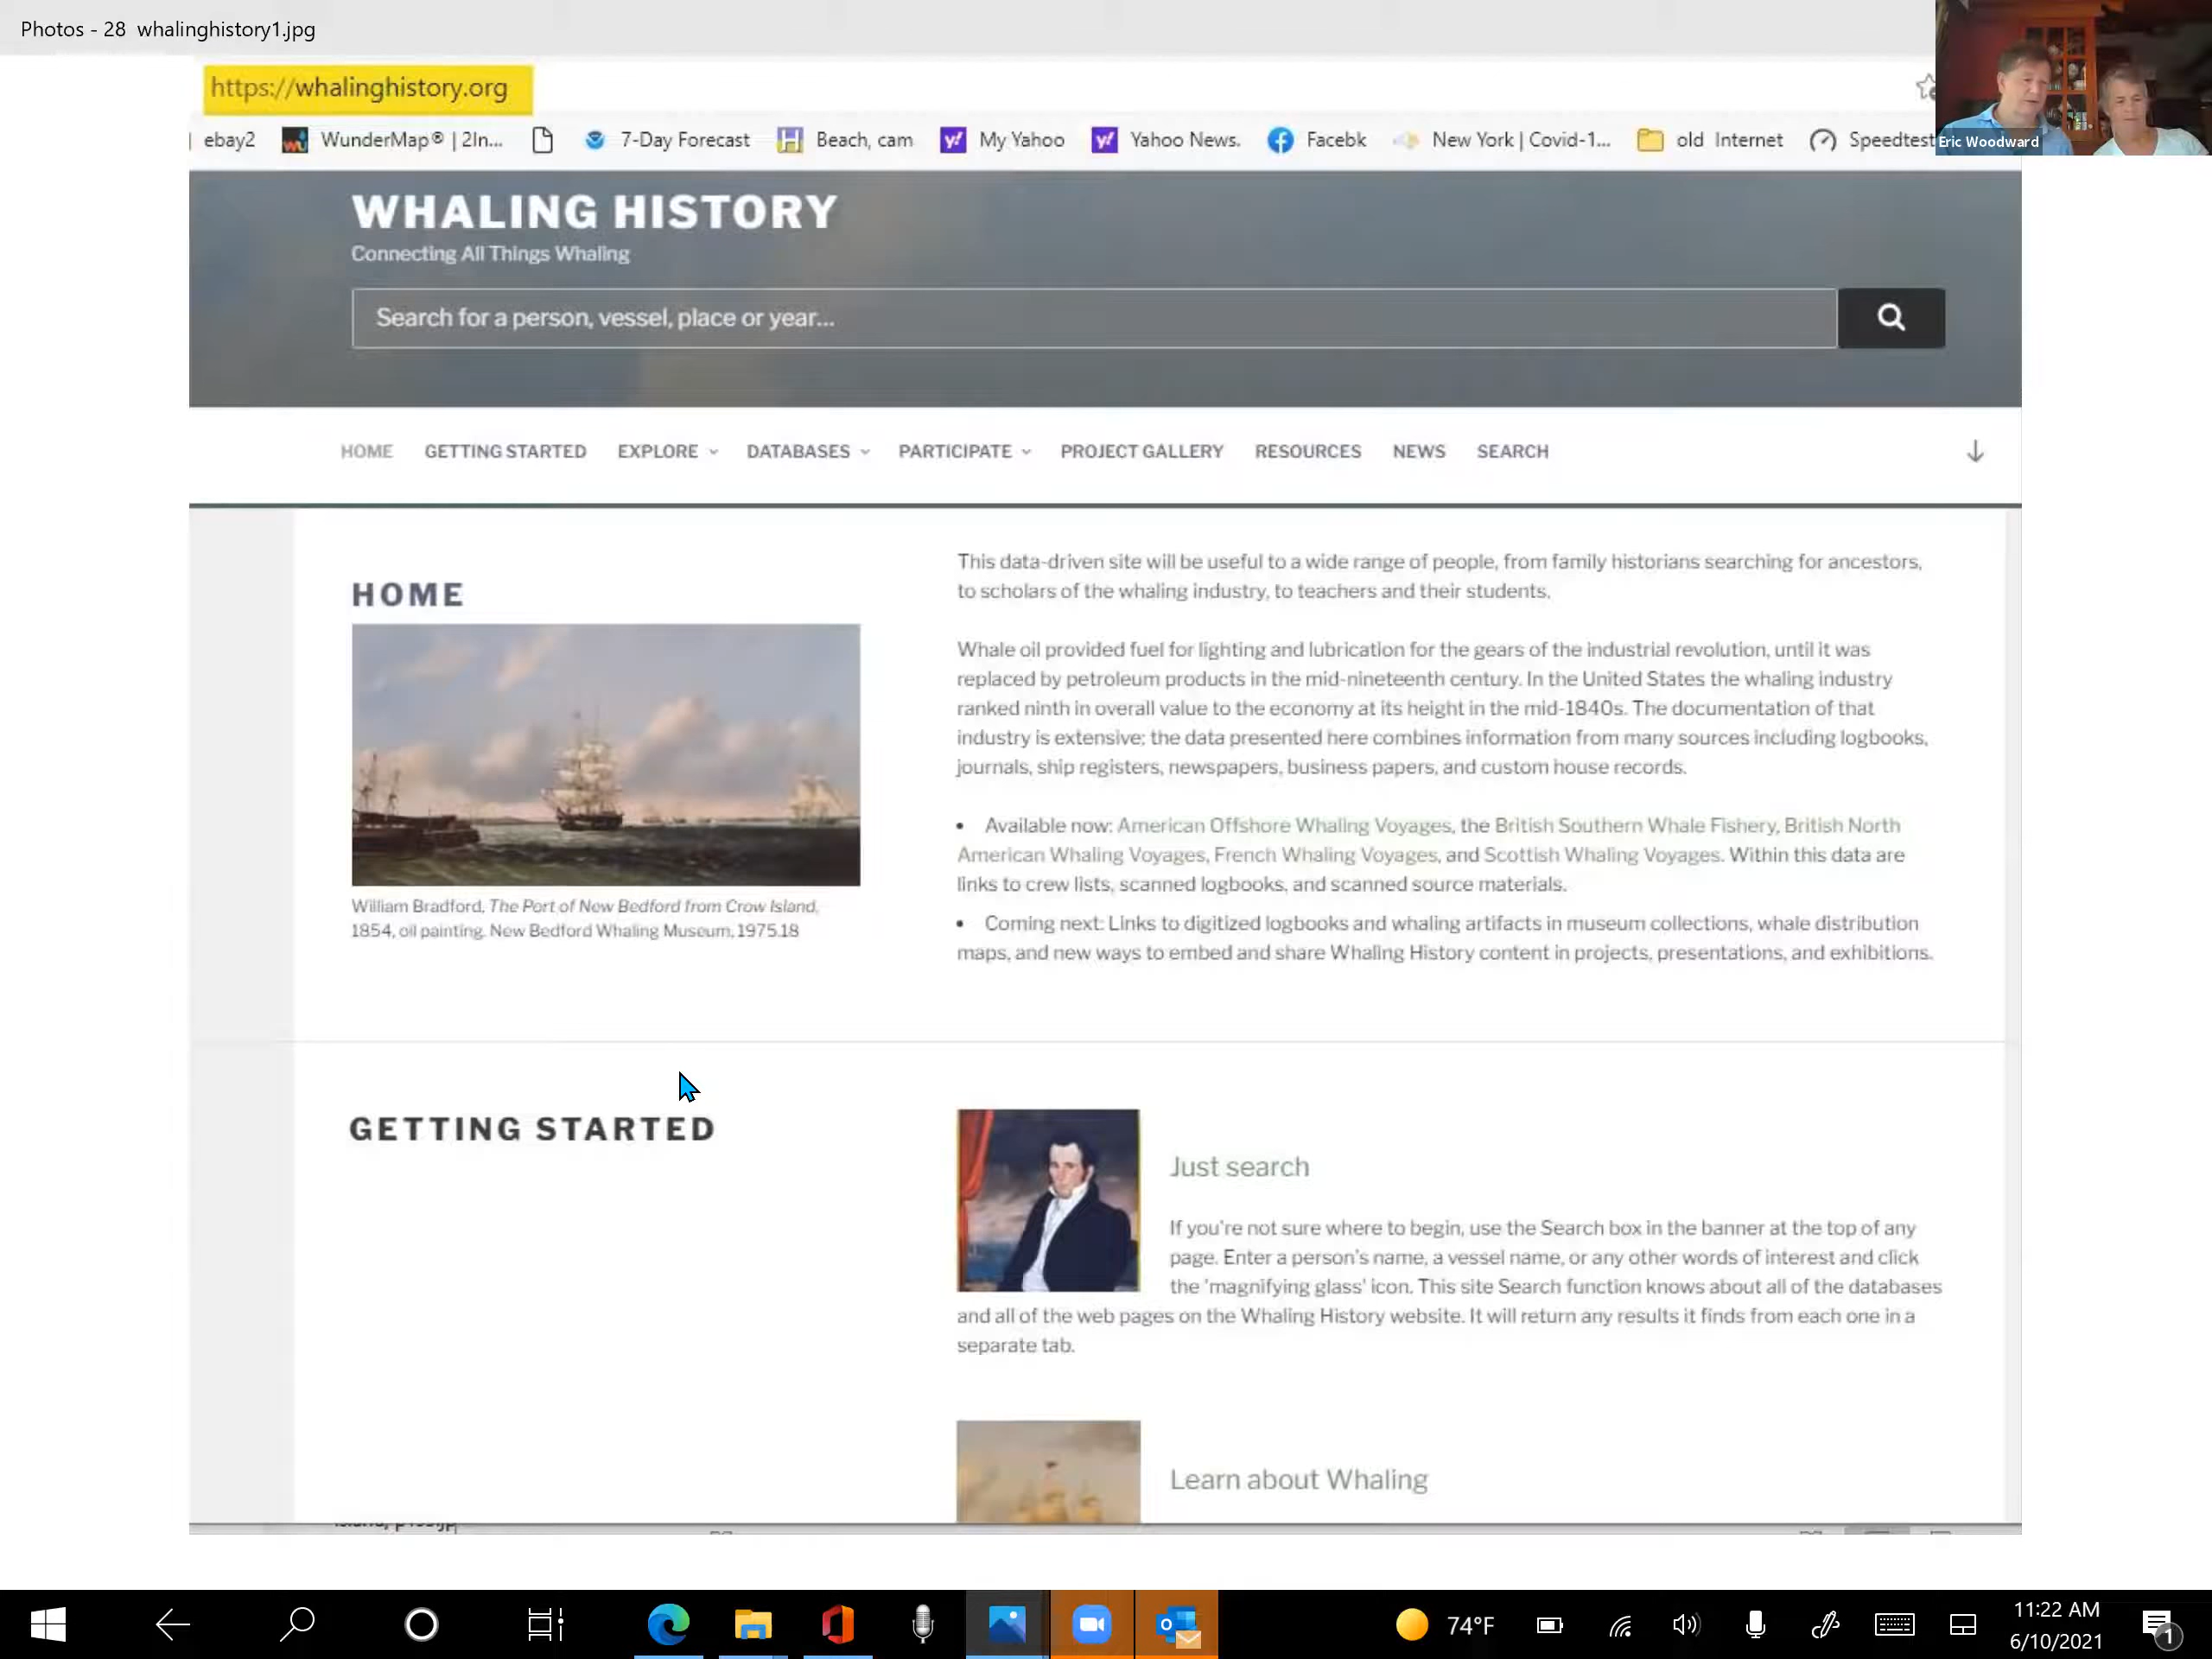 Photos - 28 whalinghistory1.jpg
Eric Woodward
https://whalinghistory.org
ebay2 WunderMap® | 2In... 7-Day Forecast Beach, cam My Yahoo Yahoo News. Facebk New York | Covid-1... old Internet Speedtest
WHALING HISTORY
Connecting All Things Whaling
Search for a person, vessel, place or year...
HOME GETTING STARTED EXPLORE DATABASES PARTICIPATE PROJECT GALLERY RESOURCES NEWS SEARCH
HOME
William Bradford, The Port of New Bedford from Crow Island,
1854, oil painting. New Bedford Whaling Museum, 1975.18
This data-driven site will be useful to a wide range of people, from family historians searching for ancestors,
to scholars of the whaling industry, to teachers and their students.
Whale oil provided fuel for lighting and lubrication for the gears of the industrial revolution, until it was
replaced by petroleum products in the mid-nineteenth century. In the United States the whaling industry
ranked ninth in overall value to the economy at its height in the mid-1840s. The documentation of that
industry is extensive; the data presented here combines information from many sources including logbooks,
journals, ship registers, newspapers, business papers, and custom house records.
• Available now: American Offshore Whaling Voyages, the British Southern Whale Fishery, British North
American Whaling Voyages, French Whaling Voyages, and Scottish Whaling Voyages. Within this data are
links to crew lists, scanned logbooks, and scanned source materials.
• Coming next: Links to digitized logbooks and whaling artifacts in museum collections, whale distribution
maps, and new ways to embed and share Whaling History content in projects, presentations, and exhibitions.
GETTING STARTED
Just search
If you're not sure where to begin, use the Search box in the banner at the top of any
page. Enter a person's name, a vessel name, or any other words of interest and click
the 'magnifying glass' icon. This site Search function knows about all of the databases
and all of the web pages on the Whaling History website. It will return any results it finds from each one in a
separate tab.
Learn about Whaling
74°F
11:22 AM
6/10/2021
1